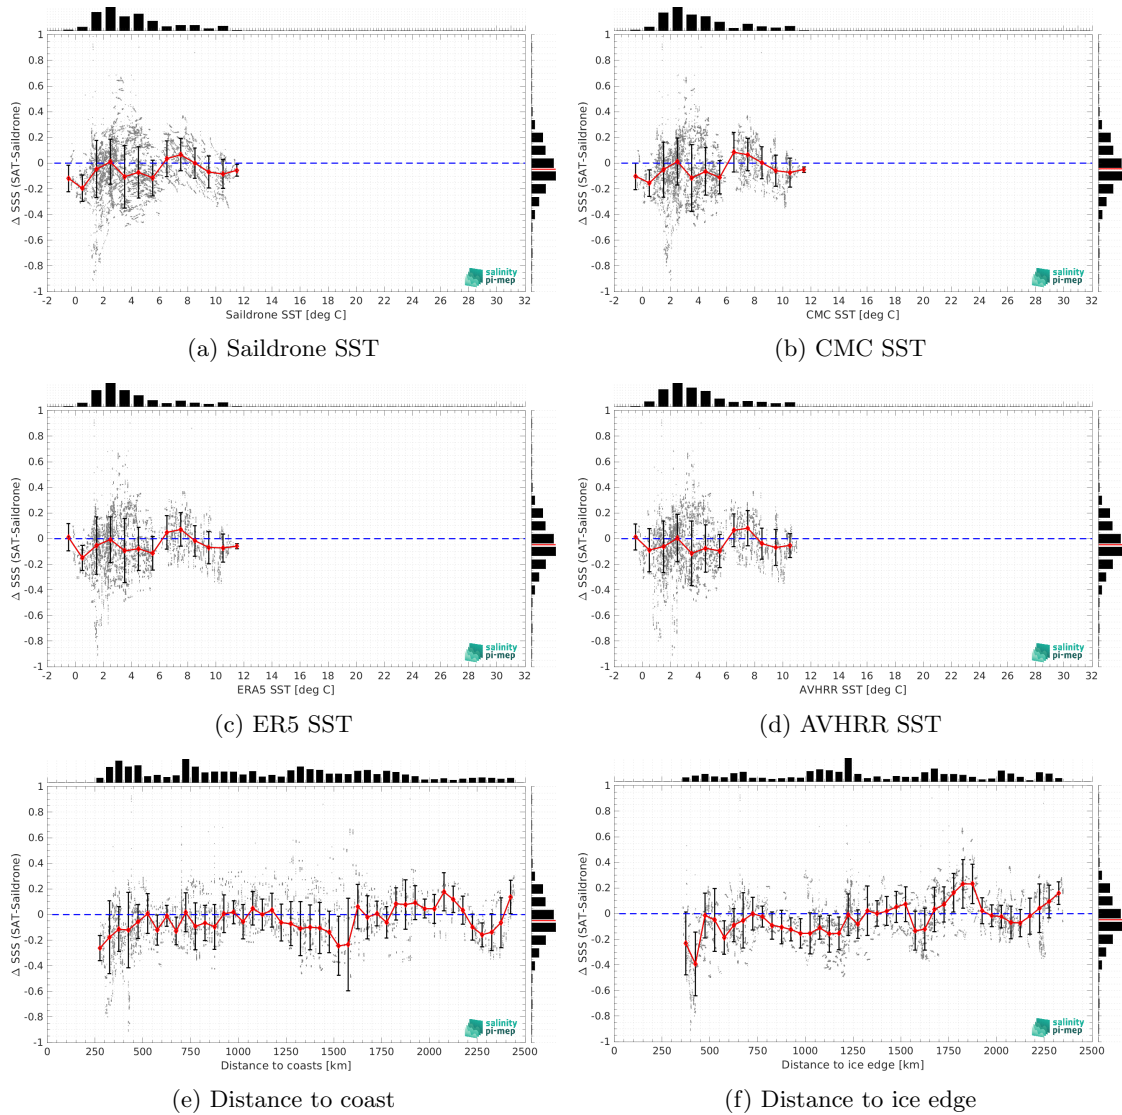 1
0.8
0.6
0.4
0.2
0
-0.2
-0.4
-0.6
-0.8
-1
Δ SSS (SAT-Saildrone)
salinity
pi-mep
-2 0 2 4 6 8 10 12 14 16 18 20 22 24 26 28 30 32
Saildrone SST [deg C]
(a) Saildrone SST
1
0.8
0.6
0.4
0.2
0
-0.2
-0.4
-0.6
-0.8
-1
Δ SSS (SAT-Saildrone)
salinity
pi-mep
-2 0 2 4 6 8 10 12 14 16 18 20 22 24 26 28 30 32
CMC SST [deg C]
(b) CMC SST
1
0.8
0.6
0.4
0.2
0
-0.2
-0.4
-0.6
-0.8
-1
Δ SSS (SAT-Saildrone)
salinity
pi-mep
-2 0 2 4 6 8 10 12 14 16 18 20 22 24 26 28 30 32
ERA5 SST [deg C]
(c) ER5 SST
1
0.8
0.6
0.4
0.2
0
-0.2
-0.4
-0.6
-0.8
-1
Δ SSS (SAT-Saildrone)
salinity
pi-mep
-2 0 2 4 6 8 10 12 14 16 18 20 22 24 26 28 30 32
AVHRR SST [deg C]
(d) AVHRR SST
1
0.8
0.6
0.4
0.2
0
-0.2
-0.4
-0.6
-0.8
-1
Δ SSS (SAT-Saildrone)
salinity
pi-mep
0 250 500 750 1000 1250 1500 1750 2000 2250 2500
Distance to coasts [km]
(e) Distance to coast
1
0.8
0.6
0.4
0.2
0
-0.2
-0.4
-0.6
-0.8
-1
Δ SSS (SAT-Saildrone)
salinity
pi-mep
0 250 500 750 1000 1250 1500 1750 2000 2250 2500
Distance to ice edge [km]
(f) Distance to ice edge